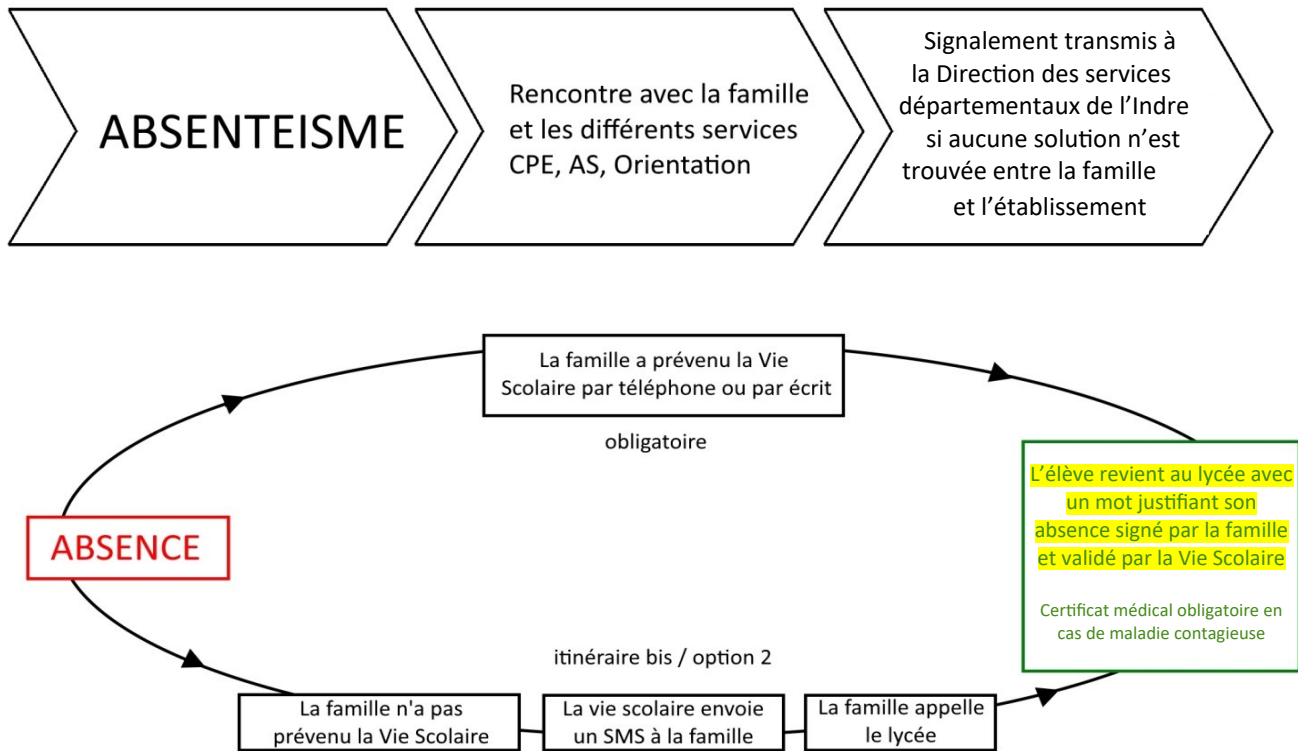 ABSENTEISME
Rencontre avec la famille
et les différents services
CPE, AS, Orientation
Signalement transmis à
la Direction des services
départementaux de l'Indre
si aucune solution n'est
trouvée entre la famille
et l'établissement
La famille a prévenu la Vie
Scolaire par téléphone ou par écrit
obligatoire
ABSENCE
L'élève revient au lycée avec
un mot justifiant son
absence signé par la famille
et validé par la Vie Scolaire
Certificat médical obligatoire en
cas de maladie contagieuse
itinéraire bis / option 2
La famille n'a pas
prévenu la Vie Scolaire
La vie scolaire envoie
un SMS à la famille
La famille appelle
le lycée